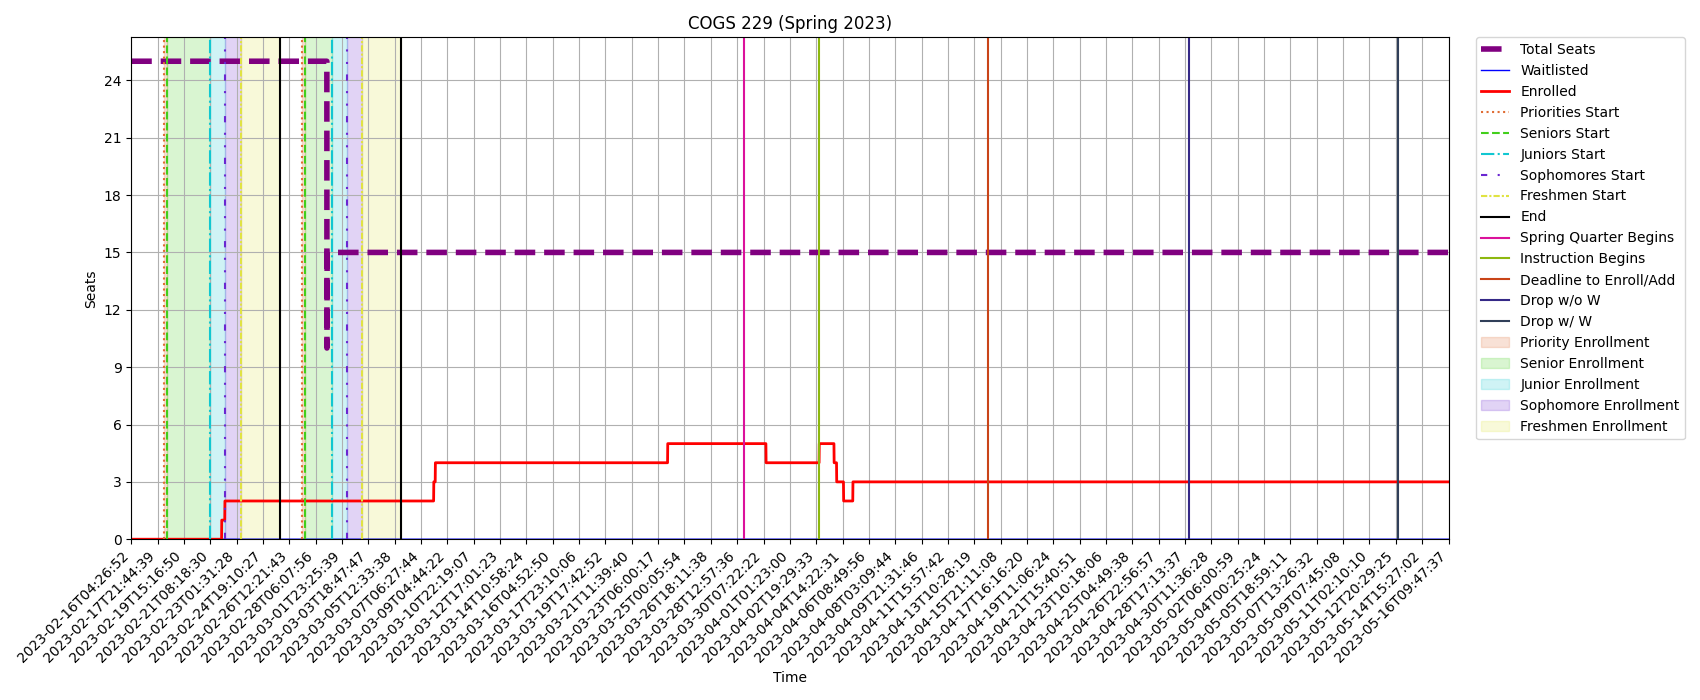 COGS 229 (Spring 2023)
Seats
24
21
18
15
12
9
6
3
0
2023-02-16T04:26:52
2023-02-17T21:44:39
2023-02-19T15:16:50
2023-02-21T08:18:30
2023-02-23T01:31:28
2023-02-24T19:10:27
2023-02-26T12:21:43
2023-02-28T06:07:56
2023-03-01T23:25:39
2023-03-03T18:47:47
2023-03-05T12:33:38
2023-03-07T06:27:44
2023-03-09T04:44:22
2023-03-10T22:19:07
2023-03-12T17:01:23
2023-03-14T10:58:24
2023-03-16T04:52:50
2023-03-17T23:10:06
2023-03-19T17:42:52
2023-03-21T11:39:40
2023-03-23T06:00:17
2023-03-25T00:05:54
2023-03-26T18:11:38
2023-03-28T12:57:36
2023-03-30T07:22:22
2023-04-01T01:23:00
2023-04-02T19:29:33
2023-04-04T14:22:31
2023-04-06T08:49:56
2023-04-08T03:09:44
2023-04-09T21:31:46
2023-04-11T15:57:42
2023-04-13T10:28:19
2023-04-15T21:11:08
2023-04-17T16:16:20
2023-04-19T11:06:24
2023-04-21T15:40:51
2023-04-23T10:18:06
2023-04-25T04:49:38
2023-04-26T22:56:57
2023-04-28T17:13:37
2023-04-30T11:36:28
2023-05-02T06:00:59
2023-05-04T00:25:24
2023-05-05T18:59:11
2023-05-07T13:26:32
2023-05-09T07:45:08
2023-05-11T02:10:10
2023-05-12T20:29:25
2023-05-14T15:27:02
2023-05-16T09:47:37
Time
Total Seats
Waitlisted
Enrolled
Priorities Start
Seniors Start
Juniors Start
Sophomores Start
Freshmen Start
End
Spring Quarter Begins
Instruction Begins
Deadline to Enroll/Add
Drop w/o W
Drop w/ W
Priority Enrollment
Senior Enrollment
Junior Enrollment
Sophomore Enrollment
Freshmen Enrollment